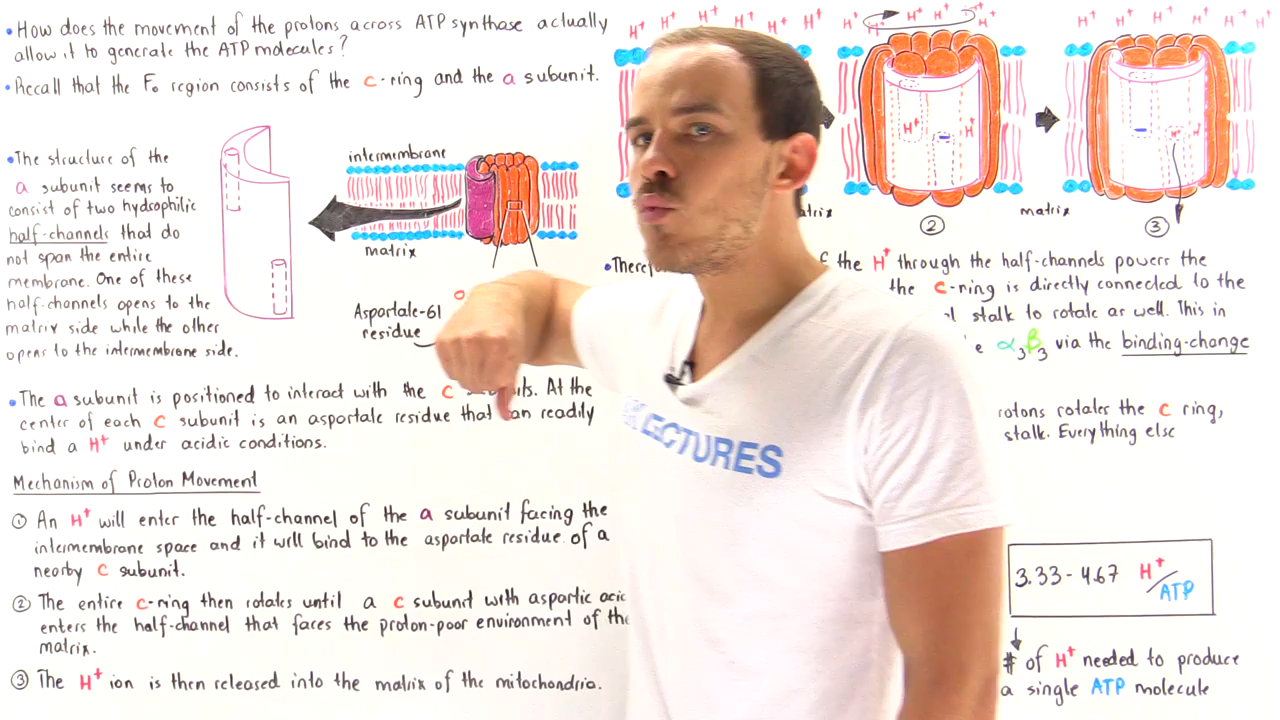 • How does the movement of the protons across ATP synthase actually
allow it to generate the ATP molecules?
• Recall that the F₀ region consists of the c-ring and the a subunit.
• The structure of the
a subunit seems to
consist of two hydrophilic
half-channels that do
not span the entire
membrane. One of these
half-channels opens to the
matrix side while the other
opens to the intermembrane side.
intermembrane
matrix
Aspartate-61
residue
• The a subunit is positioned to interact with the c
At the
center of each c subunit is an aspartate residue that can readily
bind a H⁺ under acidic conditions.
Mechanism of Proton Movement
① An H⁺ will enter the half-channel of the a subunit facing the
intermembrane space and it will bind to the aspartate residue of a
nearby c subunit.
② The entire c-ring then rotates until a c subunit with aspartic
enters the half-channel that faces the proton-poor environment of the
matrix.
③ The H⁺ ion is then released into the matrix of the mitochondria.
H⁺ H⁺ H⁺ H⁺ H⁺ H⁺ H⁺ H⁺ H⁺ H⁺ H⁺ H⁺ H⁺ H⁺ H⁺ H⁺ H⁺ H⁺
H⁺ H⁺ H⁺ H⁺
matrix
②
③
the H⁺ through the half-channels powers the
the c-ring is directly connected to the
stalk to rotate as well. This in
α₃β₃ via the binding-change
rotates the c ring,
stalk. Everything else
LECTURES
3.33-4.67 H⁺/ATP
# of H⁺ needed to produce
a single ATP molecule